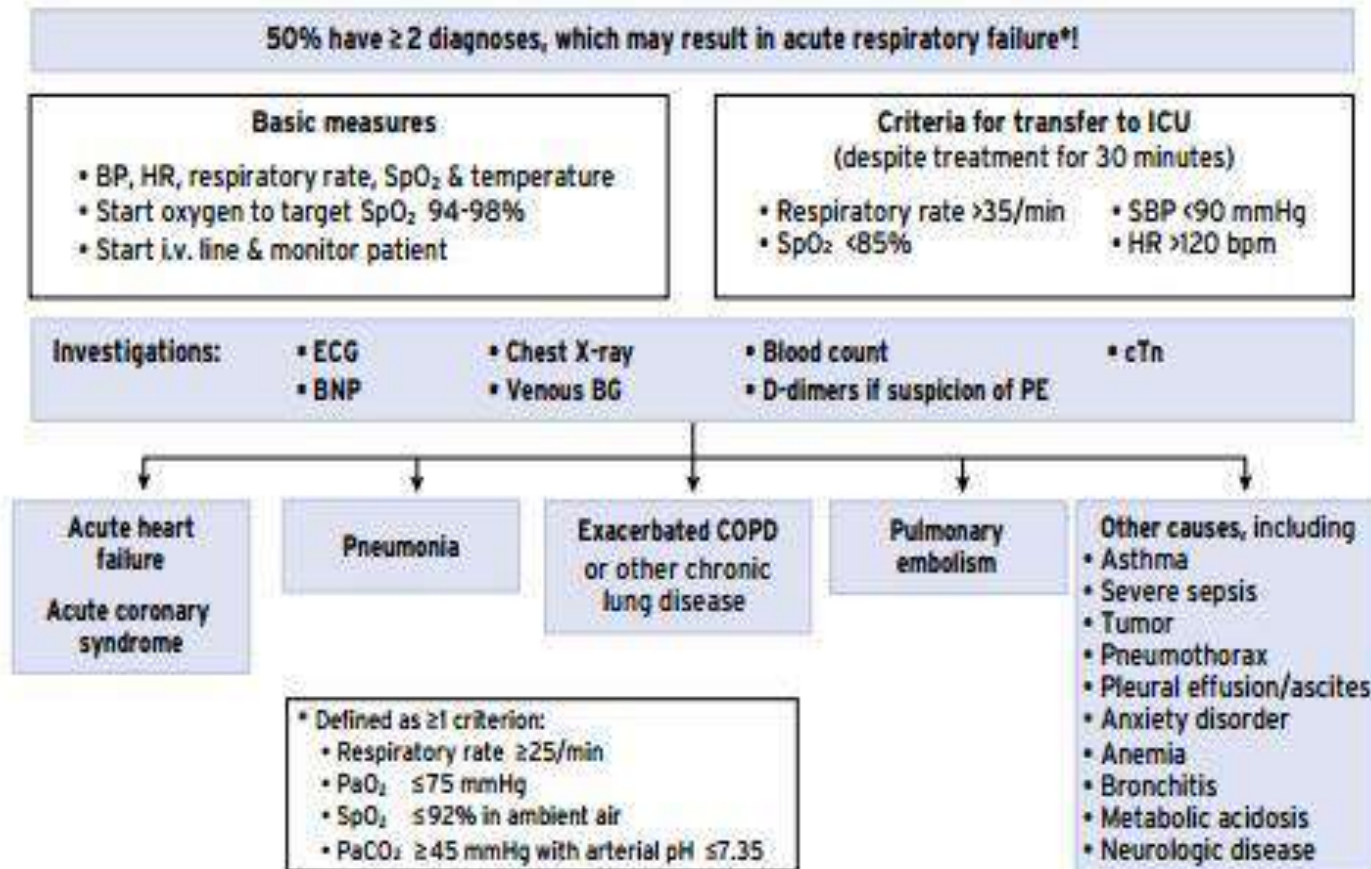 50% have ≥ 2 diagnoses, which may result in acute respiratory failure*!
Basic measures
• BP, HR, respiratory rate, SpO₂ & temperature
• Start oxygen to target SpO₂ 94-98%
• Start i.v. line & monitor patient
Criteria for transfer to ICU
(despite treatment for 30 minutes)
• Respiratory rate >35/min • SBP <90 mmHg
• SpO₂ <85% • HR >120 bpm
Investigations: • ECG • Chest X-ray • Blood count • cTn
• BNP • Venous BG • D-dimers if suspicion of PE
Acute heart
failure
Acute coronary
syndrome
Pneumonia
Exacerbated COPD
or other chronic
lung disease
Pulmonary
embolism
Other causes, including
• Asthma
• Severe sepsis
• Tumor
• Pneumothorax
• Pleural effusion/ascites
• Anxiety disorder
• Anemia
• Bronchitis
• Metabolic acidosis
• Neurologic disease
* Defined as ≥1 criterion:
• Respiratory rate ≥25/min
• PaO₂ ≤75 mmHg
• SpO₂ ≤92% in ambient air
• PaCO₂ ≥45 mmHg with arterial pH ≤7.35